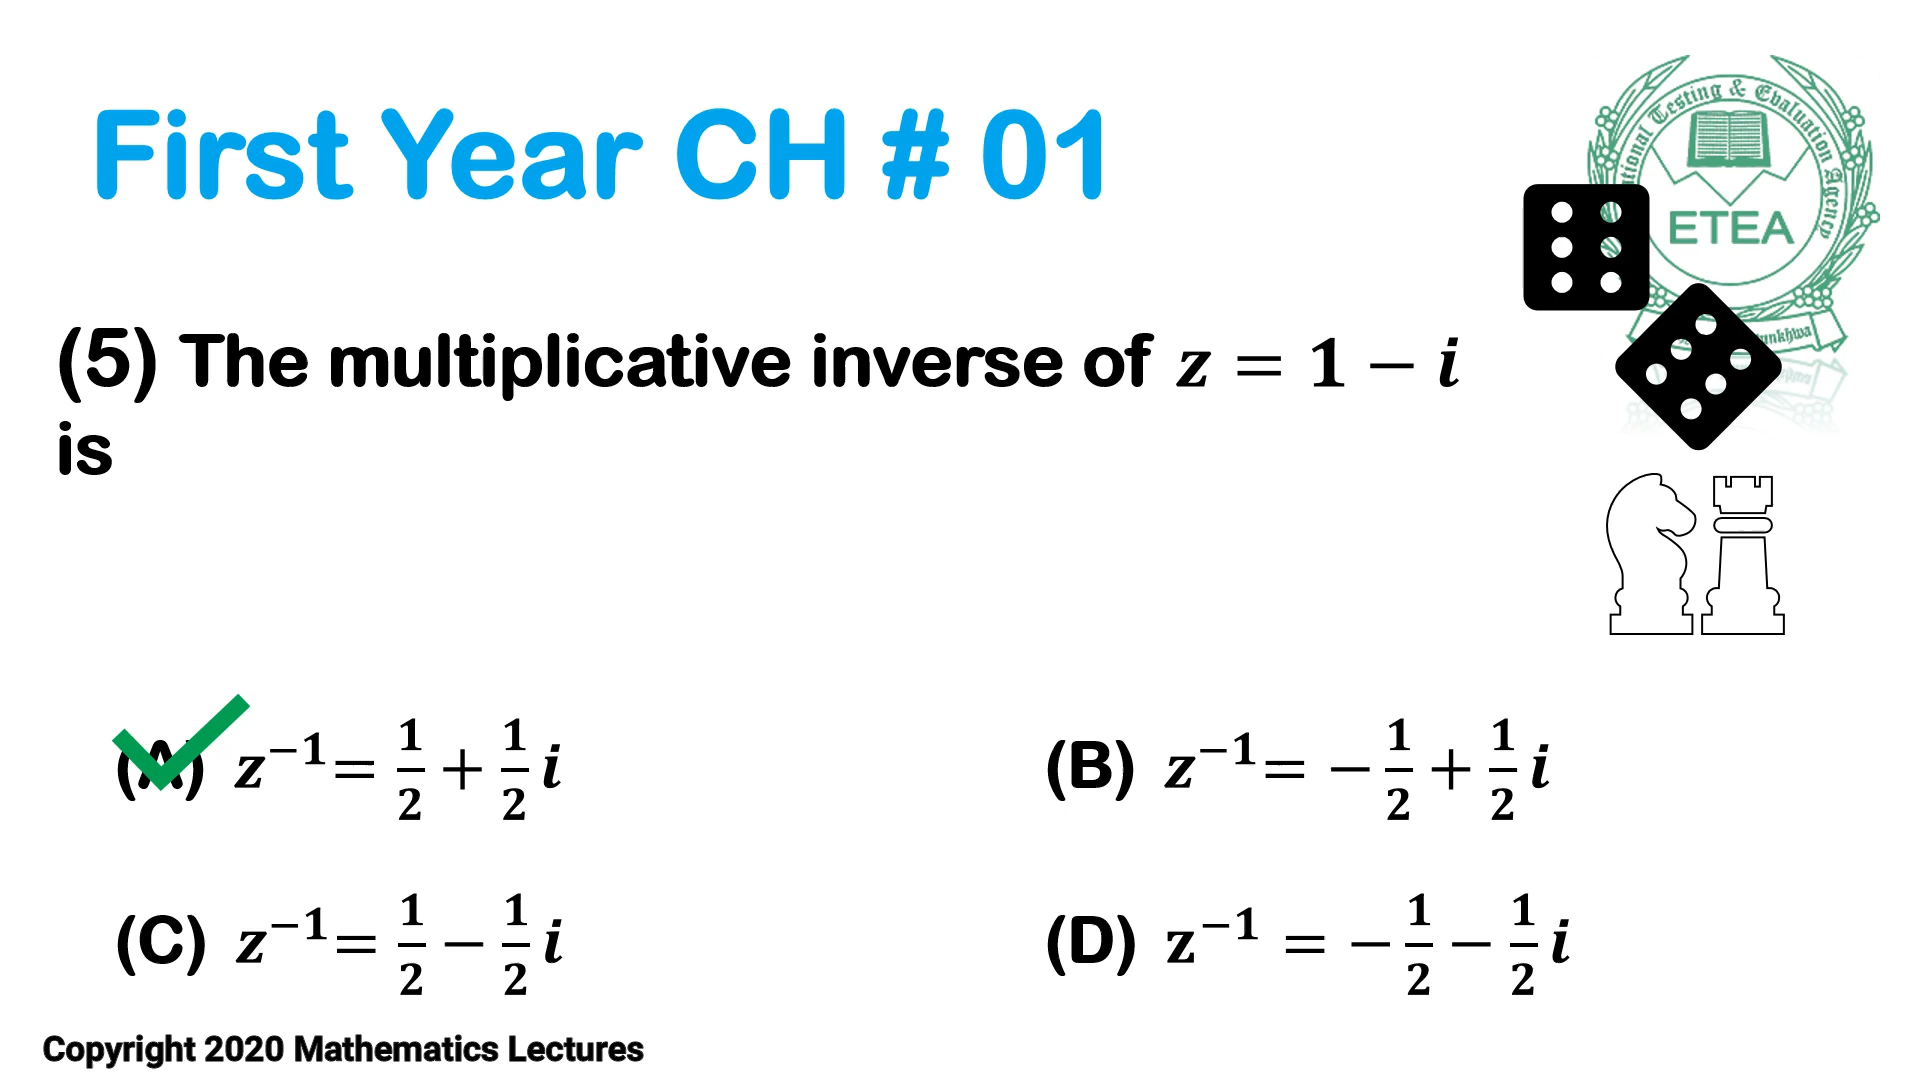 First Year CH # 01
Testing & Evaluation Agency
ETEA
(5) The multiplicative inverse of z = 1 − i
is
(A) z⁻¹= 1/2 + 1/2 i
(B) z⁻¹= − 1/2 + 1/2 i
(C) z⁻¹= 1/2 − 1/2 i
(D) z⁻¹ = − 1/2 − 1/2 i
Copyright 2020 Mathematics Lectures